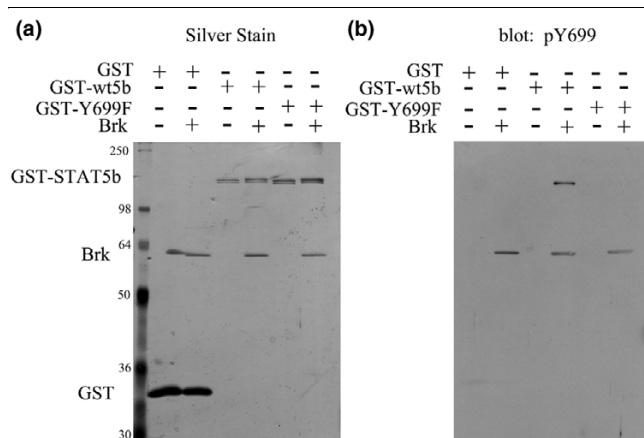 (a) Silver Stain
GST + + - - - -
GST-wt5b - - + + - -
GST-Y699F - - - - + +
Brk - + - + - +
250
GST-STAT5b
98
64
Brk
50
36
GST
30
(b) blot: pY699
GST + + - - - -
GST-wt5b - - + + - -
GST-Y699F - - - - + +
Brk - + - + - +